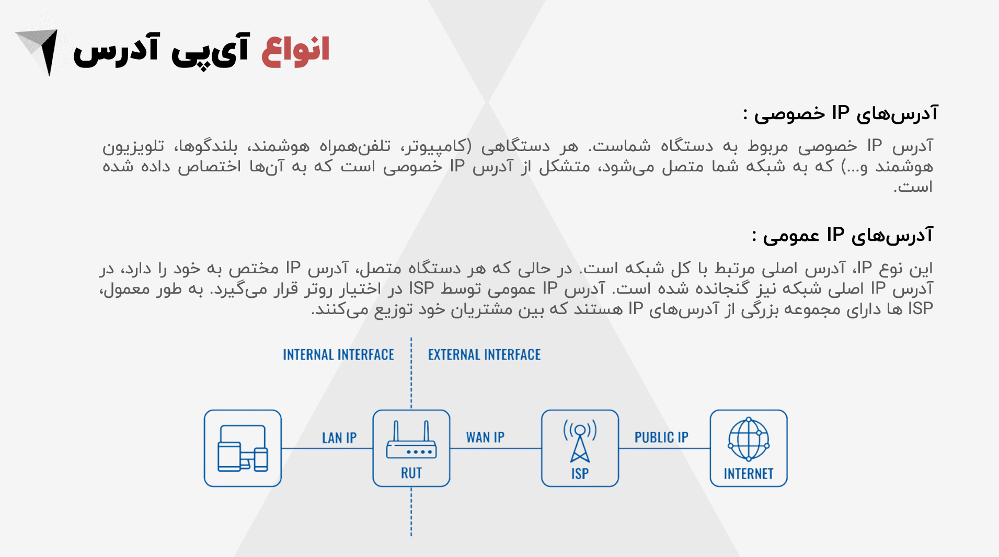 انواع آی‌پی آدرس
آدرس‌های IP خصوصی :
آدرس IP خصوصی مربوط به دستگاه شماست. هر دستگاهی (کامپیوتر، تلفن‌همراه هوشمند، بلندگوها، تلویزیون
هوشمند و...) که به شبکه شما متصل می‌شود، متشکل از آدرس IP خصوصی است که به آن‌ها اختصاص داده شده
است.
آدرس‌های IP عمومی :
این نوع IP، آدرس اصلی مرتبط با کل شبکه است. در حالی که هر دستگاه متصل، آدرس IP مختص به خود را دارد، در
آدرس IP اصلی شبکه نیز گنجانده شده است. آدرس IP عمومی توسط ISP در اختیار روتر قرار می‌گیرد. به طور معمول،
ISP ها دارای مجموعه بزرگی از آدرس‌های IP هستند که بین مشتریان خود توزیع می‌کنند.
INTERNAL INTERFACE
EXTERNAL INTERFACE
LAN IP
WAN IP
PUBLIC IP
RUT
ISP
INTERNET